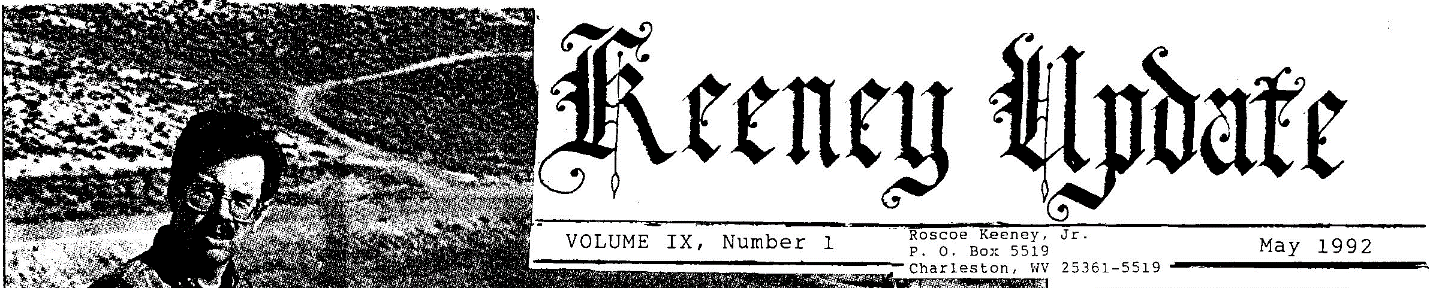 Keeney Update
VOLUME IX, Number 1
Roscoe Keeney, Jr.
P. O. Box 5519
Charleston, WV 25361-5519
May 1992